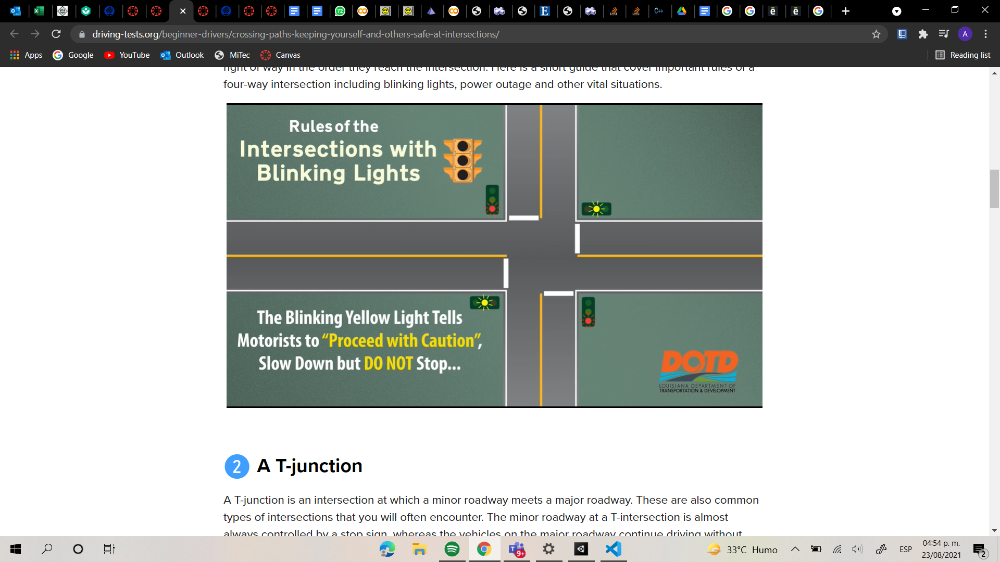 72
driving-tests.org/beginner-drivers/crossing-paths-keeping-yourself-and-others-safe-at-intersections/
A
Apps
Google
YouTube
Outlook
MiTec
Canvas
Reading list
right of way in the order they reach the intersection. Here is a short guide that cover important rules of a
four-way intersection including blinking lights, power outage and other vital situations.
Rules of the
Intersections with
Blinking Lights
The Blinking Yellow Light Tells
Motorists to “Proceed with Caution”,
Slow Down but DO NOT Stop...
DOTD
LOUISIANA DEPARTMENT OF
TRANSPORTATION & DEVELOPMENT
2 A T-junction
A T-junction is an intersection at which a minor roadway meets a major roadway. These are also common
types of intersections that you will often encounter. The minor roadway at a T-intersection is almost
always controlled by a stop sign, whereas the vehicles on the major roadway continue driving without
9+
33°C Humo
ESP
04:54 p. m.
23/08/2021
2